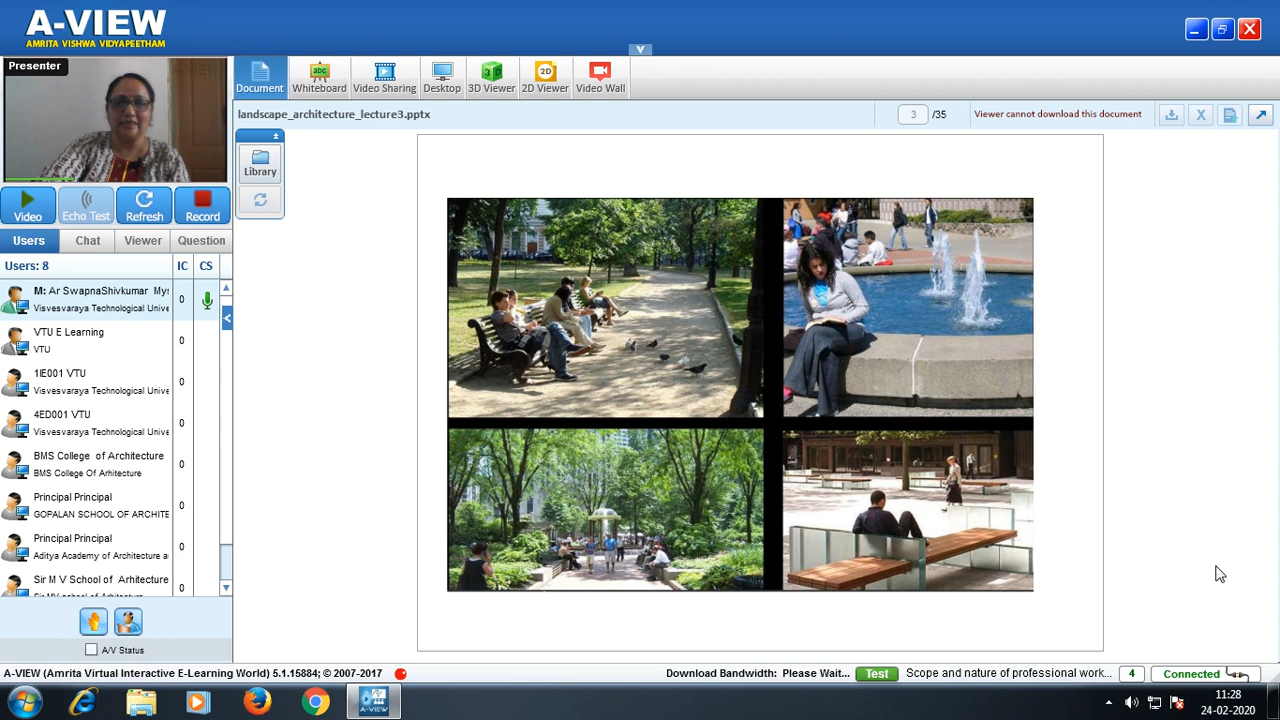 A-VIEW
AMRITA VISHWA VIDYAPEETHAM
Presenter
Document
Whiteboard
Video Sharing
Desktop
3D Viewer
2D Viewer
Video Wall
landscape_architecture_lecture3.pptx
3 /35
Viewer cannot download this document
Library
Video
Echo Test
Refresh
Record
Users
Chat
Viewer
Question
Users: 8
IC
CS
M: Ar SwapnaShivkumar Mys
Visvesvaraya Technological Unive
0
VTU E Learning
VTU
0
1IE001 VTU
Visvesvaraya Technological Unive
0
4ED001 VTU
Visvesvaraya Technological Unive
0
BMS College of Architecture
BMS College Of Arhitecture
0
Principal Principal
GOPALAN SCHOOL OF ARCHITE
0
Principal Principal
Aditya Academy of Architecture a
0
Sir M V School of Arhitecture
0
A/V Status
A-VIEW (Amrita Virtual Interactive E-Learning World) 5.1.15884; © 2007-2017
Download Bandwidth: Please Wait...
Test
Scope and nature of professional work...
4
Connected
11:28
24-02-2020